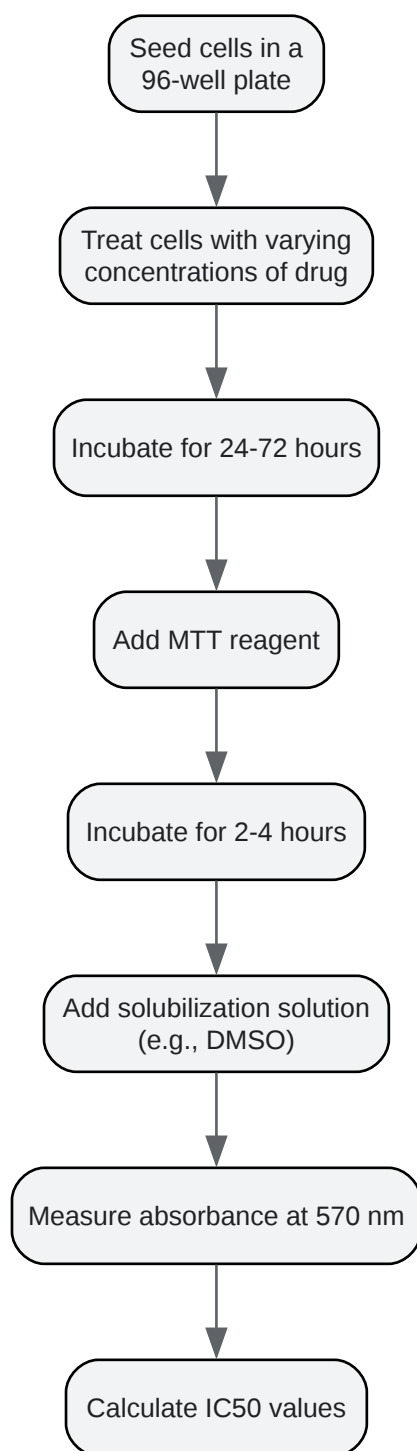 Seed cells in a
96-well plate
Treat cells with varying
concentrations of drug
Incubate for 24-72 hours
Add MTT reagent
Incubate for 2-4 hours
Add solubilization solution
(e.g., DMSO)
Measure absorbance at 570 nm
Calculate IC50 values